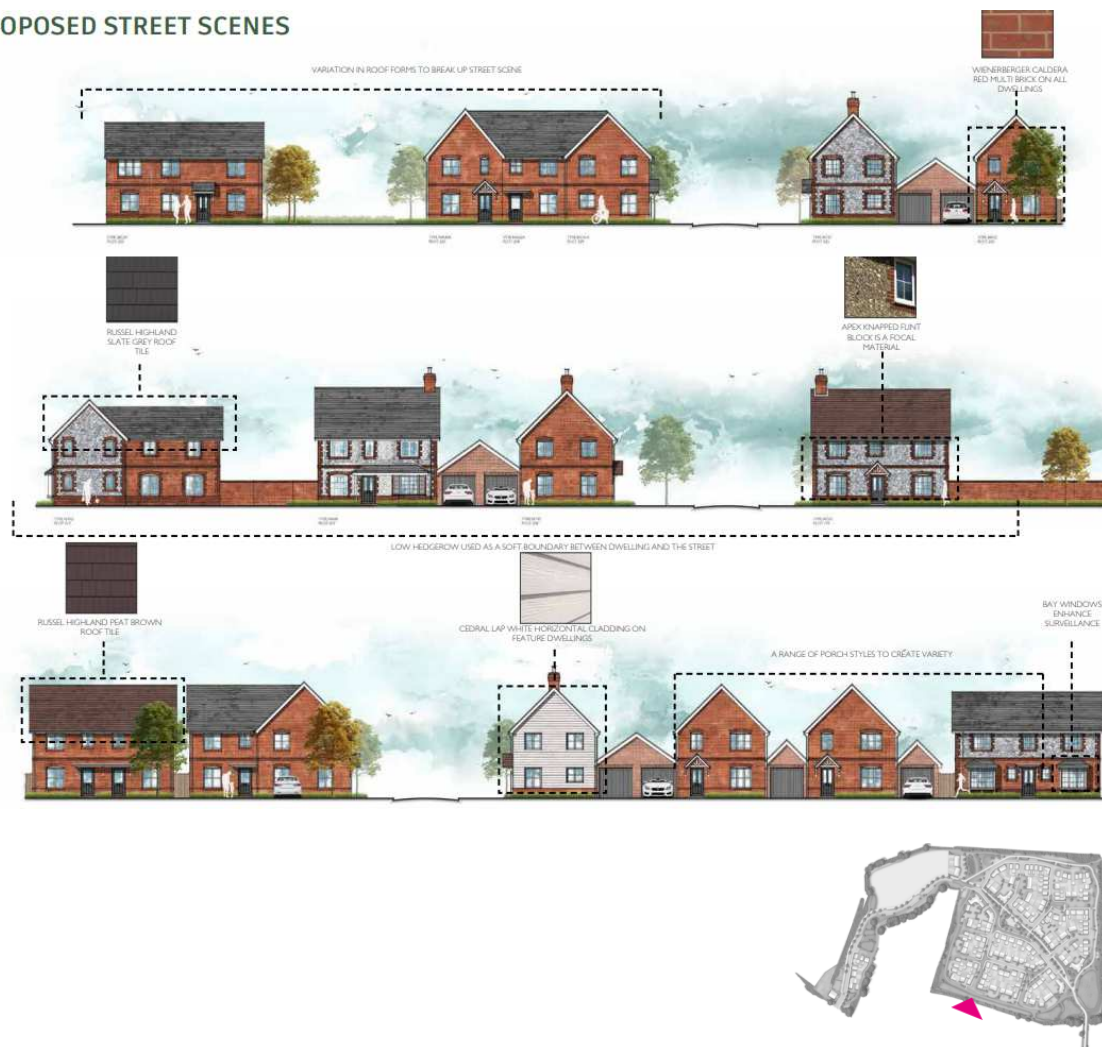 OPOSED STREET SCENES
VARIATION IN ROOF FORMS TO BREAK UP STREET SCENE
WIENERBERGER CALDERA
RED MULTI BRICK ON ALL
DWELLINGS
RUSSEL HIGHLAND
SLATE GREY ROOF
TILE
APEX KNAPPED FLINT
BLOCK IS A FOCAL
MATERIAL
LOW HEDGEROW USED AS A SOFT BOUNDARY BETWEEN DWELLING AND THE STREET
RUSSEL HIGHLAND PEAT BROWN
ROOF TILE
CEDRAL LAP WHITE HORIZONTAL CLADDING ON
FEATURE DWELLINGS
A RANGE OF PORCH STYLES TO CREATE VARIETY
BAY WINDOWS
ENHANCE
SURVEILLANCE